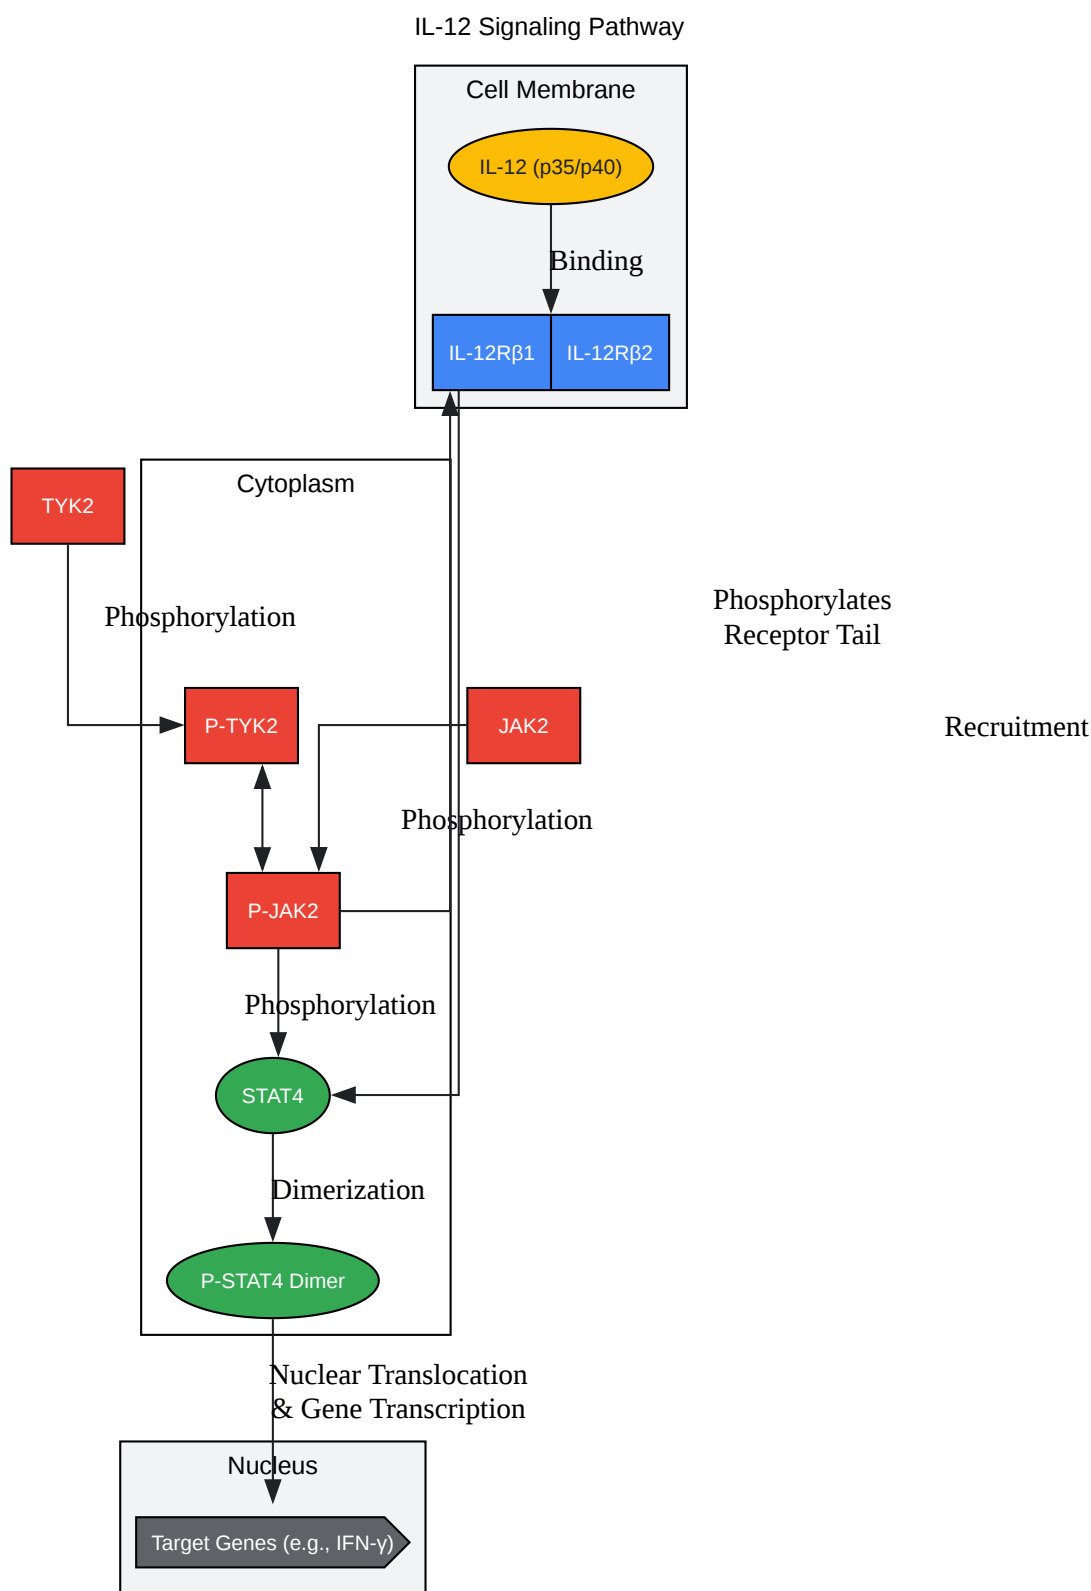 IL-12 Signaling Pathway
Cell Membrane
IL-12 (p35/p40)
Binding
IL-12Rβ1
IL-12Rβ2
Cytoplasm
TYK2
Phosphorylation
Phosphorylates
Receptor Tail
P-TYK2
JAK2
Recruitment
Phosphorylation
P-JAK2
Phosphorylation
STAT4
Dimerization
P-STAT4 Dimer
Nuclear Translocation
& Gene Transcription
Nucleus
Target Genes (e.g., IFN-γ)